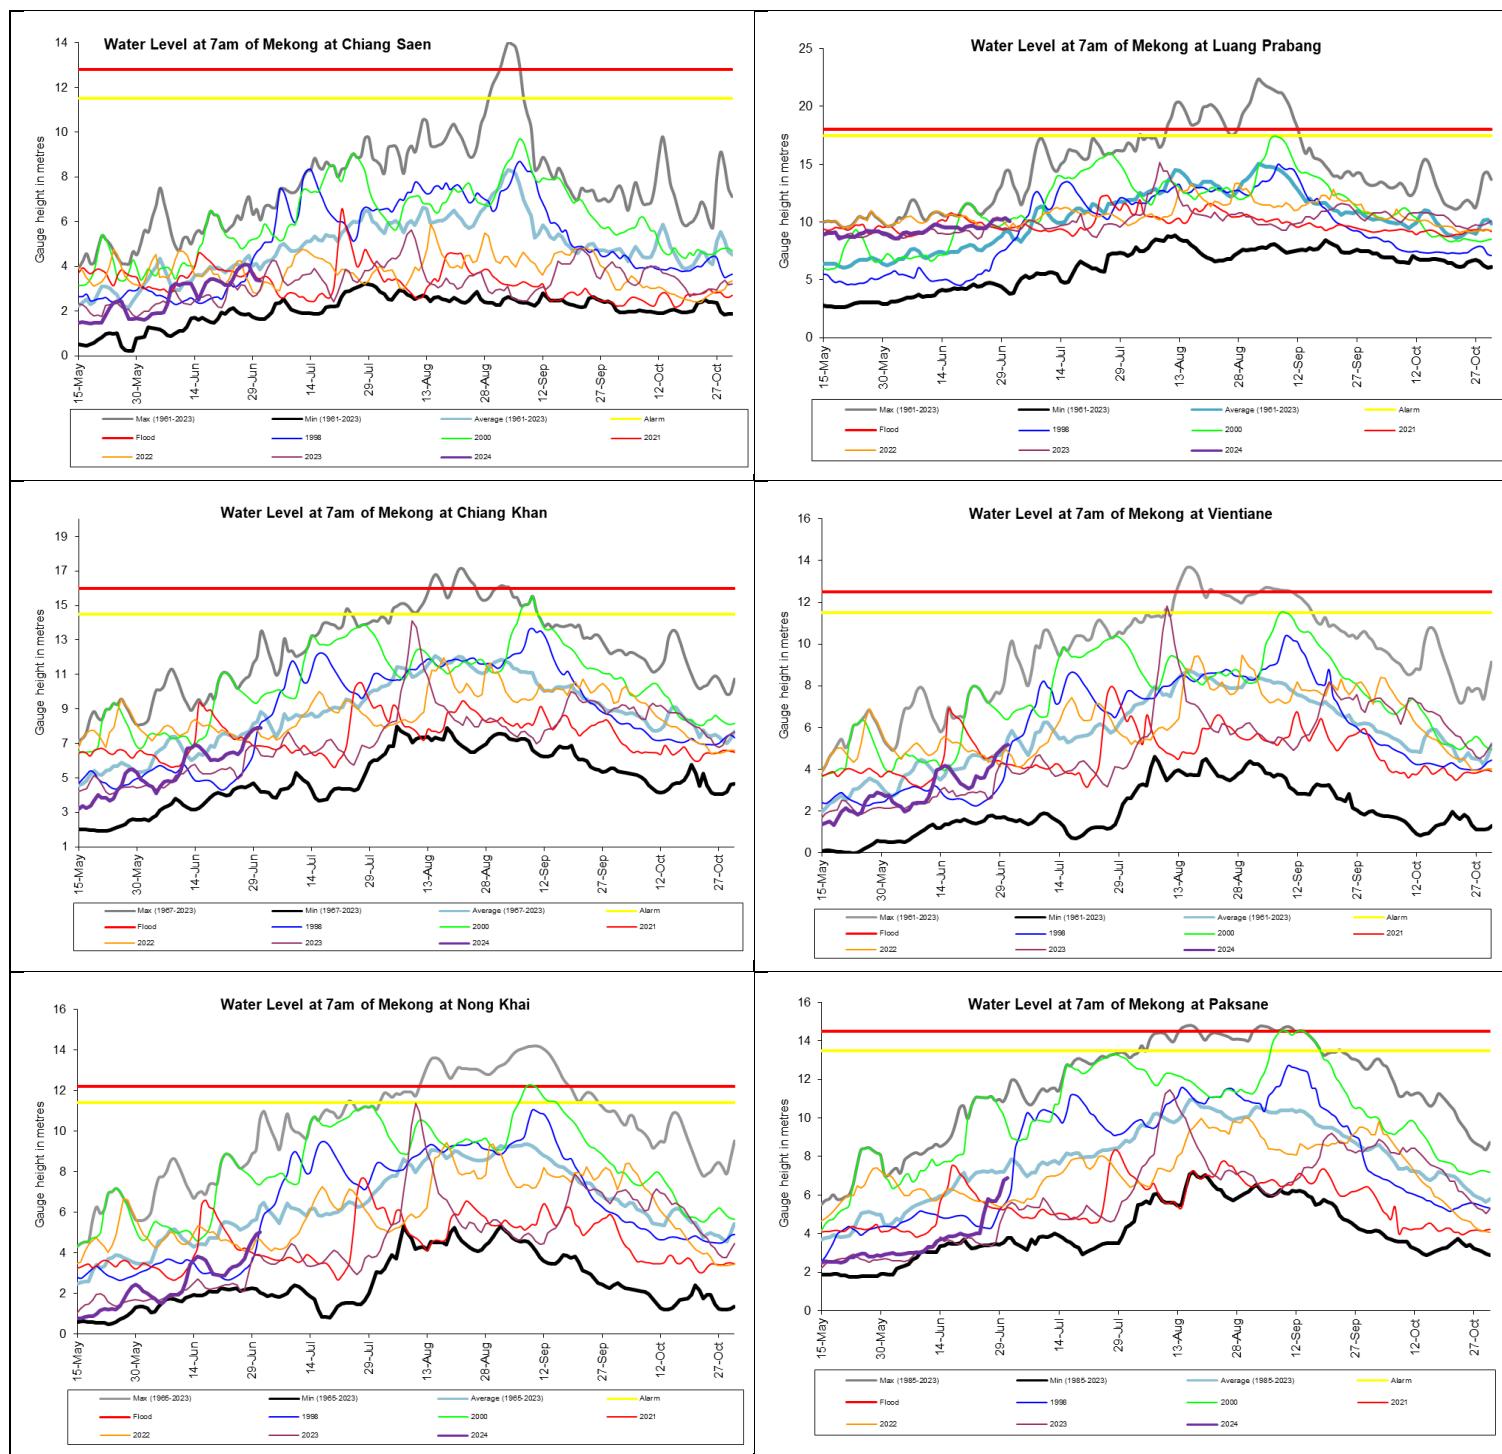 Water Level at 7am of Mekong at Chiang Saen
Gauge height in metres
14
12
10
8
6
4
2
0
15-May
30-May
14-Jun
29-Jun
14-Jul
29-Jul
13-Aug
28-Aug
12-Sep
27-Sep
12-Oct
27-Oct
Max (1961-2023) Min (1961-2023) Average (1961-2023) Alarm
Flood 1998 2000 2021
2022 2023 2024
Water Level at 7am of Mekong at Luang Prabang
Gauge height in metres
25
20
15
10
5
0
15-May
30-May
14-Jun
29-Jun
14-Jul
29-Jul
13-Aug
28-Aug
12-Sep
27-Sep
12-Oct
27-Oct
Max (1961-2023) Min (1961-2023) Average (1961-2023) Alarm
Flood 1998 2000 2021
2022 2023 2024
Water Level at 7am of Mekong at Chiang Khan
Gauge height in metres
19
17
15
13
11
9
7
5
3
1
15-May
30-May
14-Jun
29-Jun
14-Jul
29-Jul
13-Aug
28-Aug
12-Sep
27-Sep
12-Oct
27-Oct
Max (1967-2023) Min (1967-2023) Average (1967-2023) Alarm
Flood 1998 2000 2021
2022 2023 2024
Water Level at 7am of Mekong at Vientiane
Gauge height in metres
16
14
12
10
8
6
4
2
0
15-May
30-May
14-Jun
29-Jun
14-Jul
29-Jul
13-Aug
28-Aug
12-Sep
27-Sep
12-Oct
27-Oct
Max (1961-2023) Min (1961-2023) Average (1961-2023) Alarm
Flood 1998 2000 2021
2022 2023 2024
Water Level at 7am of Mekong at Nong Khai
Gauge height in metres
16
14
12
10
8
6
4
2
0
15-May
30-May
14-Jun
29-Jun
14-Jul
29-Jul
13-Aug
28-Aug
12-Sep
27-Sep
12-Oct
27-Oct
Max (1965-2023) Min (1965-2023) Average (1965-2023) Alarm
Flood 1998 2000 2021
2022 2023 2024
Water Level at 7am of Mekong at Paksane
Gauge height in metres
16
14
12
10
8
6
4
2
0
15-May
30-May
14-Jun
29-Jun
14-Jul
29-Jul
13-Aug
28-Aug
12-Sep
27-Sep
12-Oct
27-Oct
Max (1985-2023) Min (1985-2023) Average (1985-2023) Alarm
Flood 1998 2000 2021
2022 2023 2024